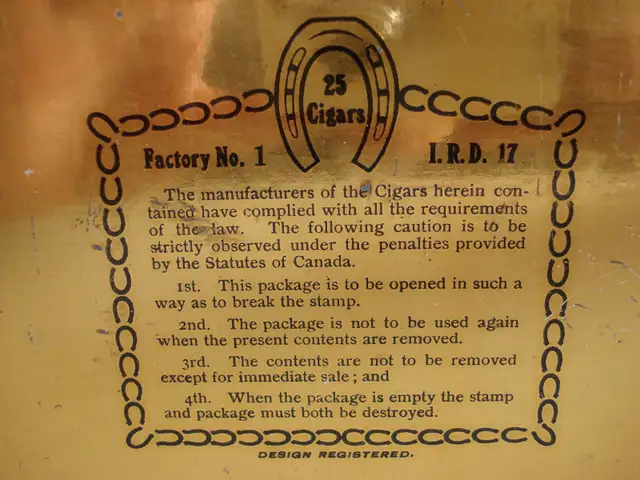 25
Cigars
Factory No. 1
I. R. D. 17
The manufacturers of the Cigars herein con-
tained have complied with all the requirements
of the law. The following caution is to be
strictly observed under the penalties provided
by the Statutes of Canada.
1st. This package is to be opened in such a
way as to break the stamp.
2nd. The package is not to be used again
when the present contents are removed.
3rd. The contents are not to be removed
except for immediate sale; and
4th. When the package is empty the stamp
and package must both be destroyed.
DESIGN REGISTERED.